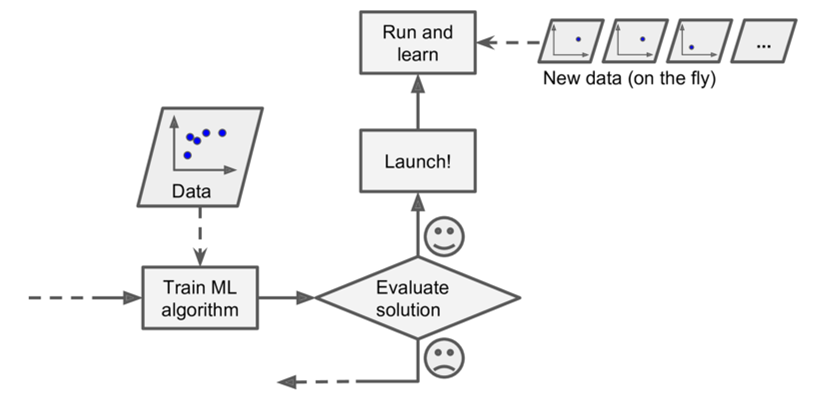 Run and
learn
...
New data (on the fly)
Launch!
Data
Train ML
algorithm
Evaluate
solution